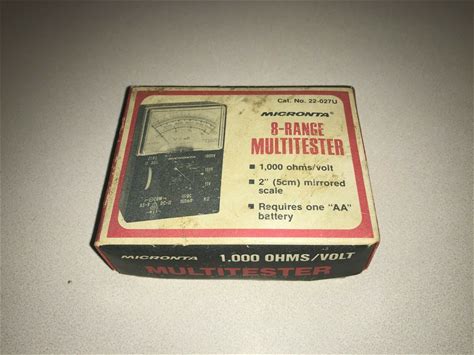 Cat. No. 22-027U
MICRONTA®
8-RANGE
MULTITESTER
■ 1,000 ohms/volt
■ 2" (5cm) mirrored
scale
■ Requires one "AA"
battery
MICRONTA 1,000 OHMS/VOLT
MULTITESTER